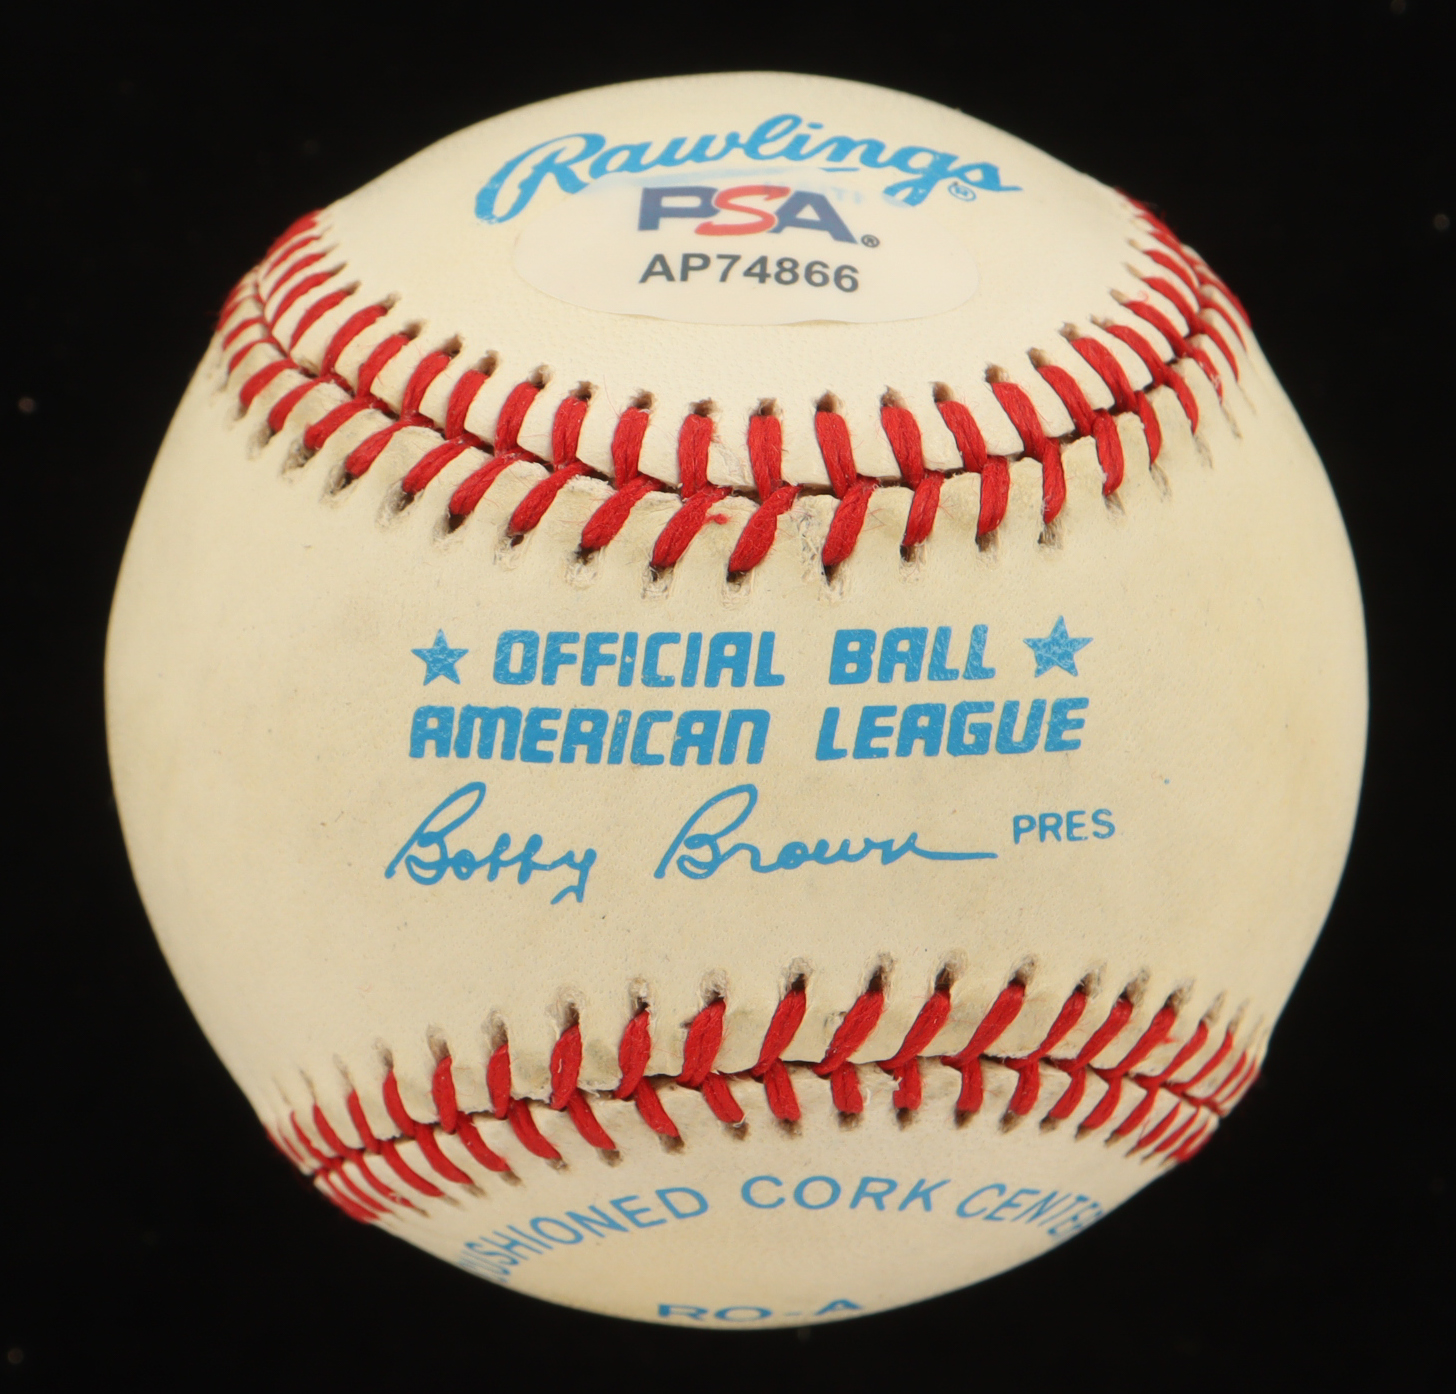 Rawlings®
PSA®
AP74866
★ OFFICIAL BALL ★
AMERICAN LEAGUE
Bobby Brown PRES
CUSHIONED CORK CENTER
RO-A